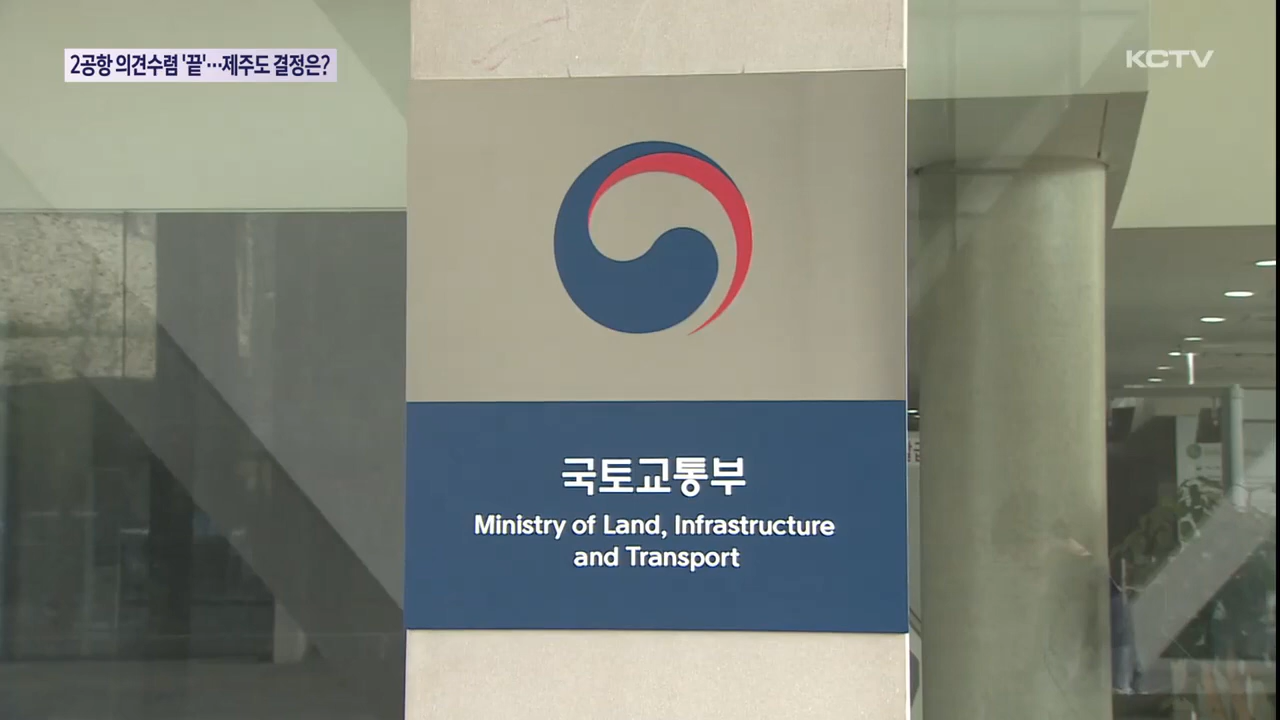 2공항 의견수렴 '끝'…제주도 결정은?
KCTV
국토교통부
Ministry of Land, Infrastructure
and Transport